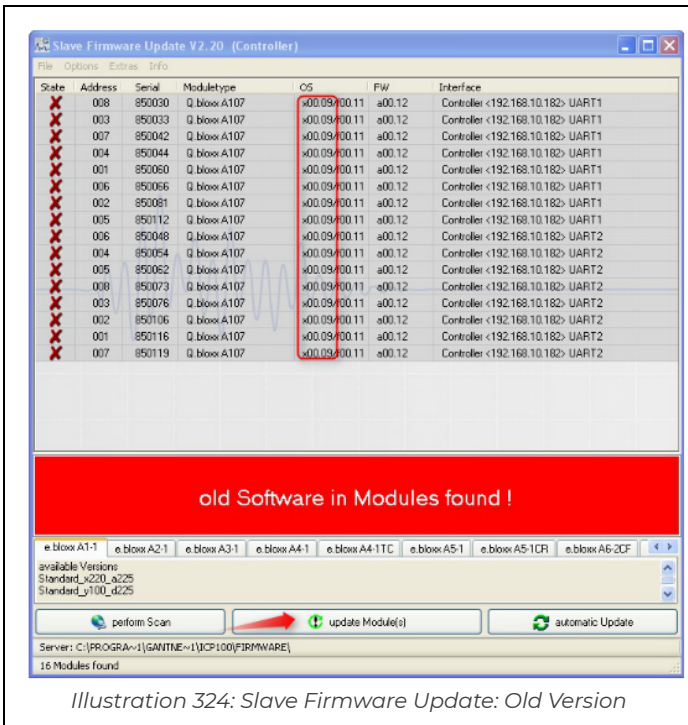 Slave Firmware Update V2.20 (Controller)
File Options Extras Info
State Address Serial Moduletype OS FW Interface
008 850030 Q.bloxx A107 x00.09/f00.11 a00.12 Controller <192.168.10.182> UART1
003 850033 Q.bloxx A107 x00.09/f00.11 a00.12 Controller <192.168.10.182> UART1
007 850042 Q.bloxx A107 x00.09/f00.11 a00.12 Controller <192.168.10.182> UART1
004 850044 Q.bloxx A107 x00.09/f00.11 a00.12 Controller <192.168.10.182> UART1
001 850060 Q.bloxx A107 x00.09/f00.11 a00.12 Controller <192.168.10.182> UART1
006 850066 Q.bloxx A107 x00.09/f00.11 a00.12 Controller <192.168.10.182> UART1
002 850081 Q.bloxx A107 x00.09/f00.11 a00.12 Controller <192.168.10.182> UART1
005 850112 Q.bloxx A107 x00.09/f00.11 a00.12 Controller <192.168.10.182> UART1
006 850048 Q.bloxx A107 x00.09/f00.11 a00.12 Controller <192.168.10.182> UART2
004 850054 Q.bloxx A107 x00.09/f00.11 a00.12 Controller <192.168.10.182> UART2
005 850062 Q.bloxx A107 x00.09/f00.11 a00.12 Controller <192.168.10.182> UART2
008 850073 Q.bloxx A107 x00.09/f00.11 a00.12 Controller <192.168.10.182> UART2
003 850076 Q.bloxx A107 x00.09/f00.11 a00.12 Controller <192.168.10.182> UART2
002 850106 Q.bloxx A107 x00.09/f00.11 a00.12 Controller <192.168.10.182> UART2
001 850116 Q.bloxx A107 x00.09/f00.11 a00.12 Controller <192.168.10.182> UART2
007 850119 Q.bloxx A107 x00.09/f00.11 a00.12 Controller <192.168.10.182> UART2
old Software in Modules found !
e.bloxx A1-1 e.bloxx A2-1 e.bloxx A3-1 e.bloxx A4-1 e.bloxx A4-1TC e.bloxx A5-1 e.bloxx A5-1CR e.bloxx A6-2CF
available Versions
Standard_x220_a225
Standard_y100_d225
perform Scan update Module(s) automatic Update
Server: C:\PROGRA~1\GANTNE~1\ICP100\FIRMWARE\
16 Modules found
Illustration 324: Slave Firmware Update: Old Version